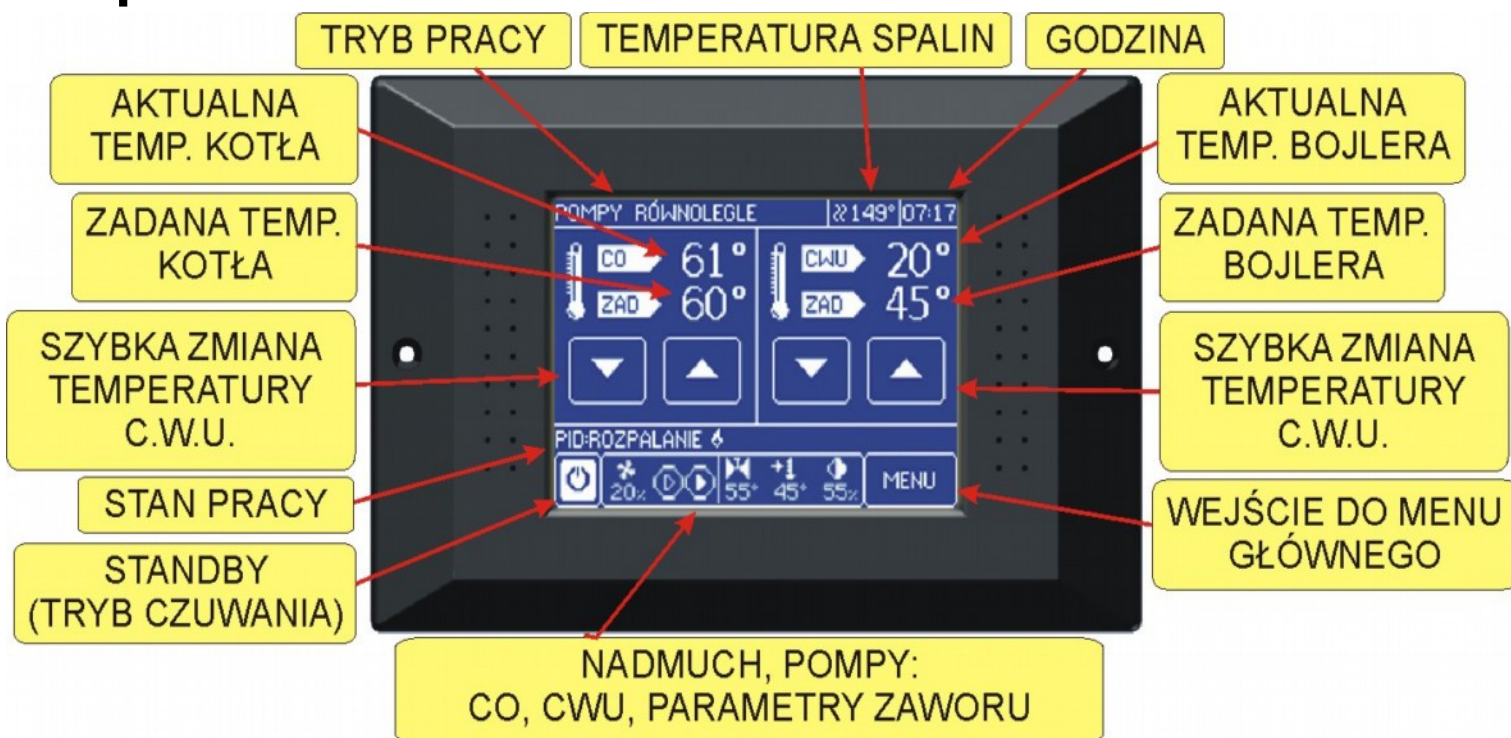 TRYB PRACY
TEMPERATURA SPALIN
GODZINA
AKTUALNA
TEMP. KOTŁA
AKTUALNA
TEMP. BOJLERA
ZADANA TEMP.
KOTŁA
ZADANA TEMP.
BOJLERA
SZYBKA ZMIANA
TEMPERATURY
C.W.U.
SZYBKA ZMIANA
TEMPERATURY
C.W.U.
STAN PRACY
WEJŚCIE DO MENU
GŁÓWNEGO
STANDBY
(TRYB CZUWANIA)
NADMUCH, POMPY:
CO, CWU, PARAMETRY ZAWORU
POMPY RÓWNOLEGLE 149° 07:17
CO 61°
ZAD 60°
CWU 20°
ZAD 45°
PID:ROZPALANIE
20% 55° 45° 55% MENU